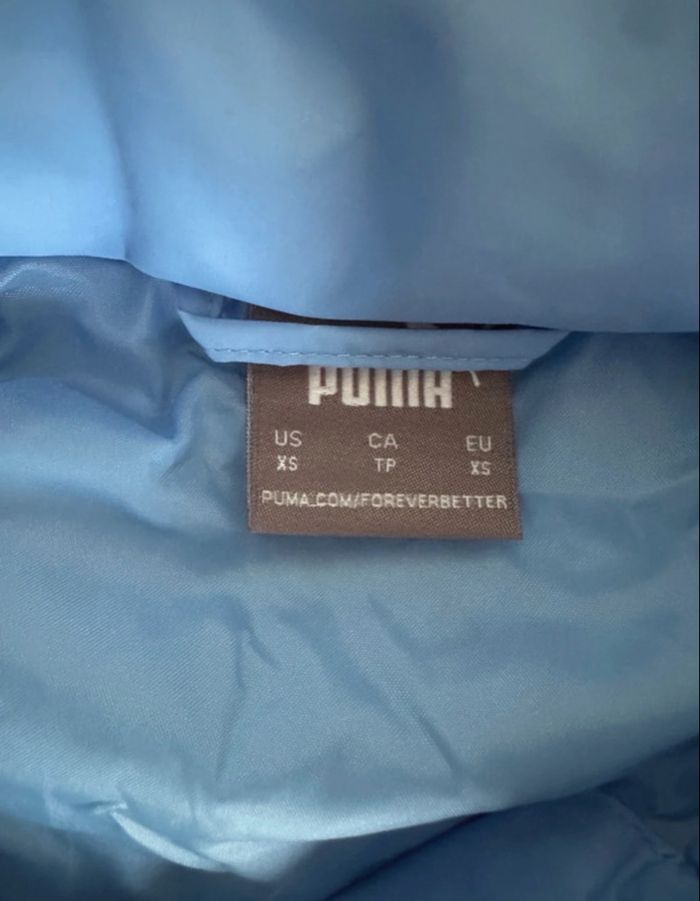 PUMA
US CA EU
XS TP XS
PUMA.COM/FOREVERBETTER